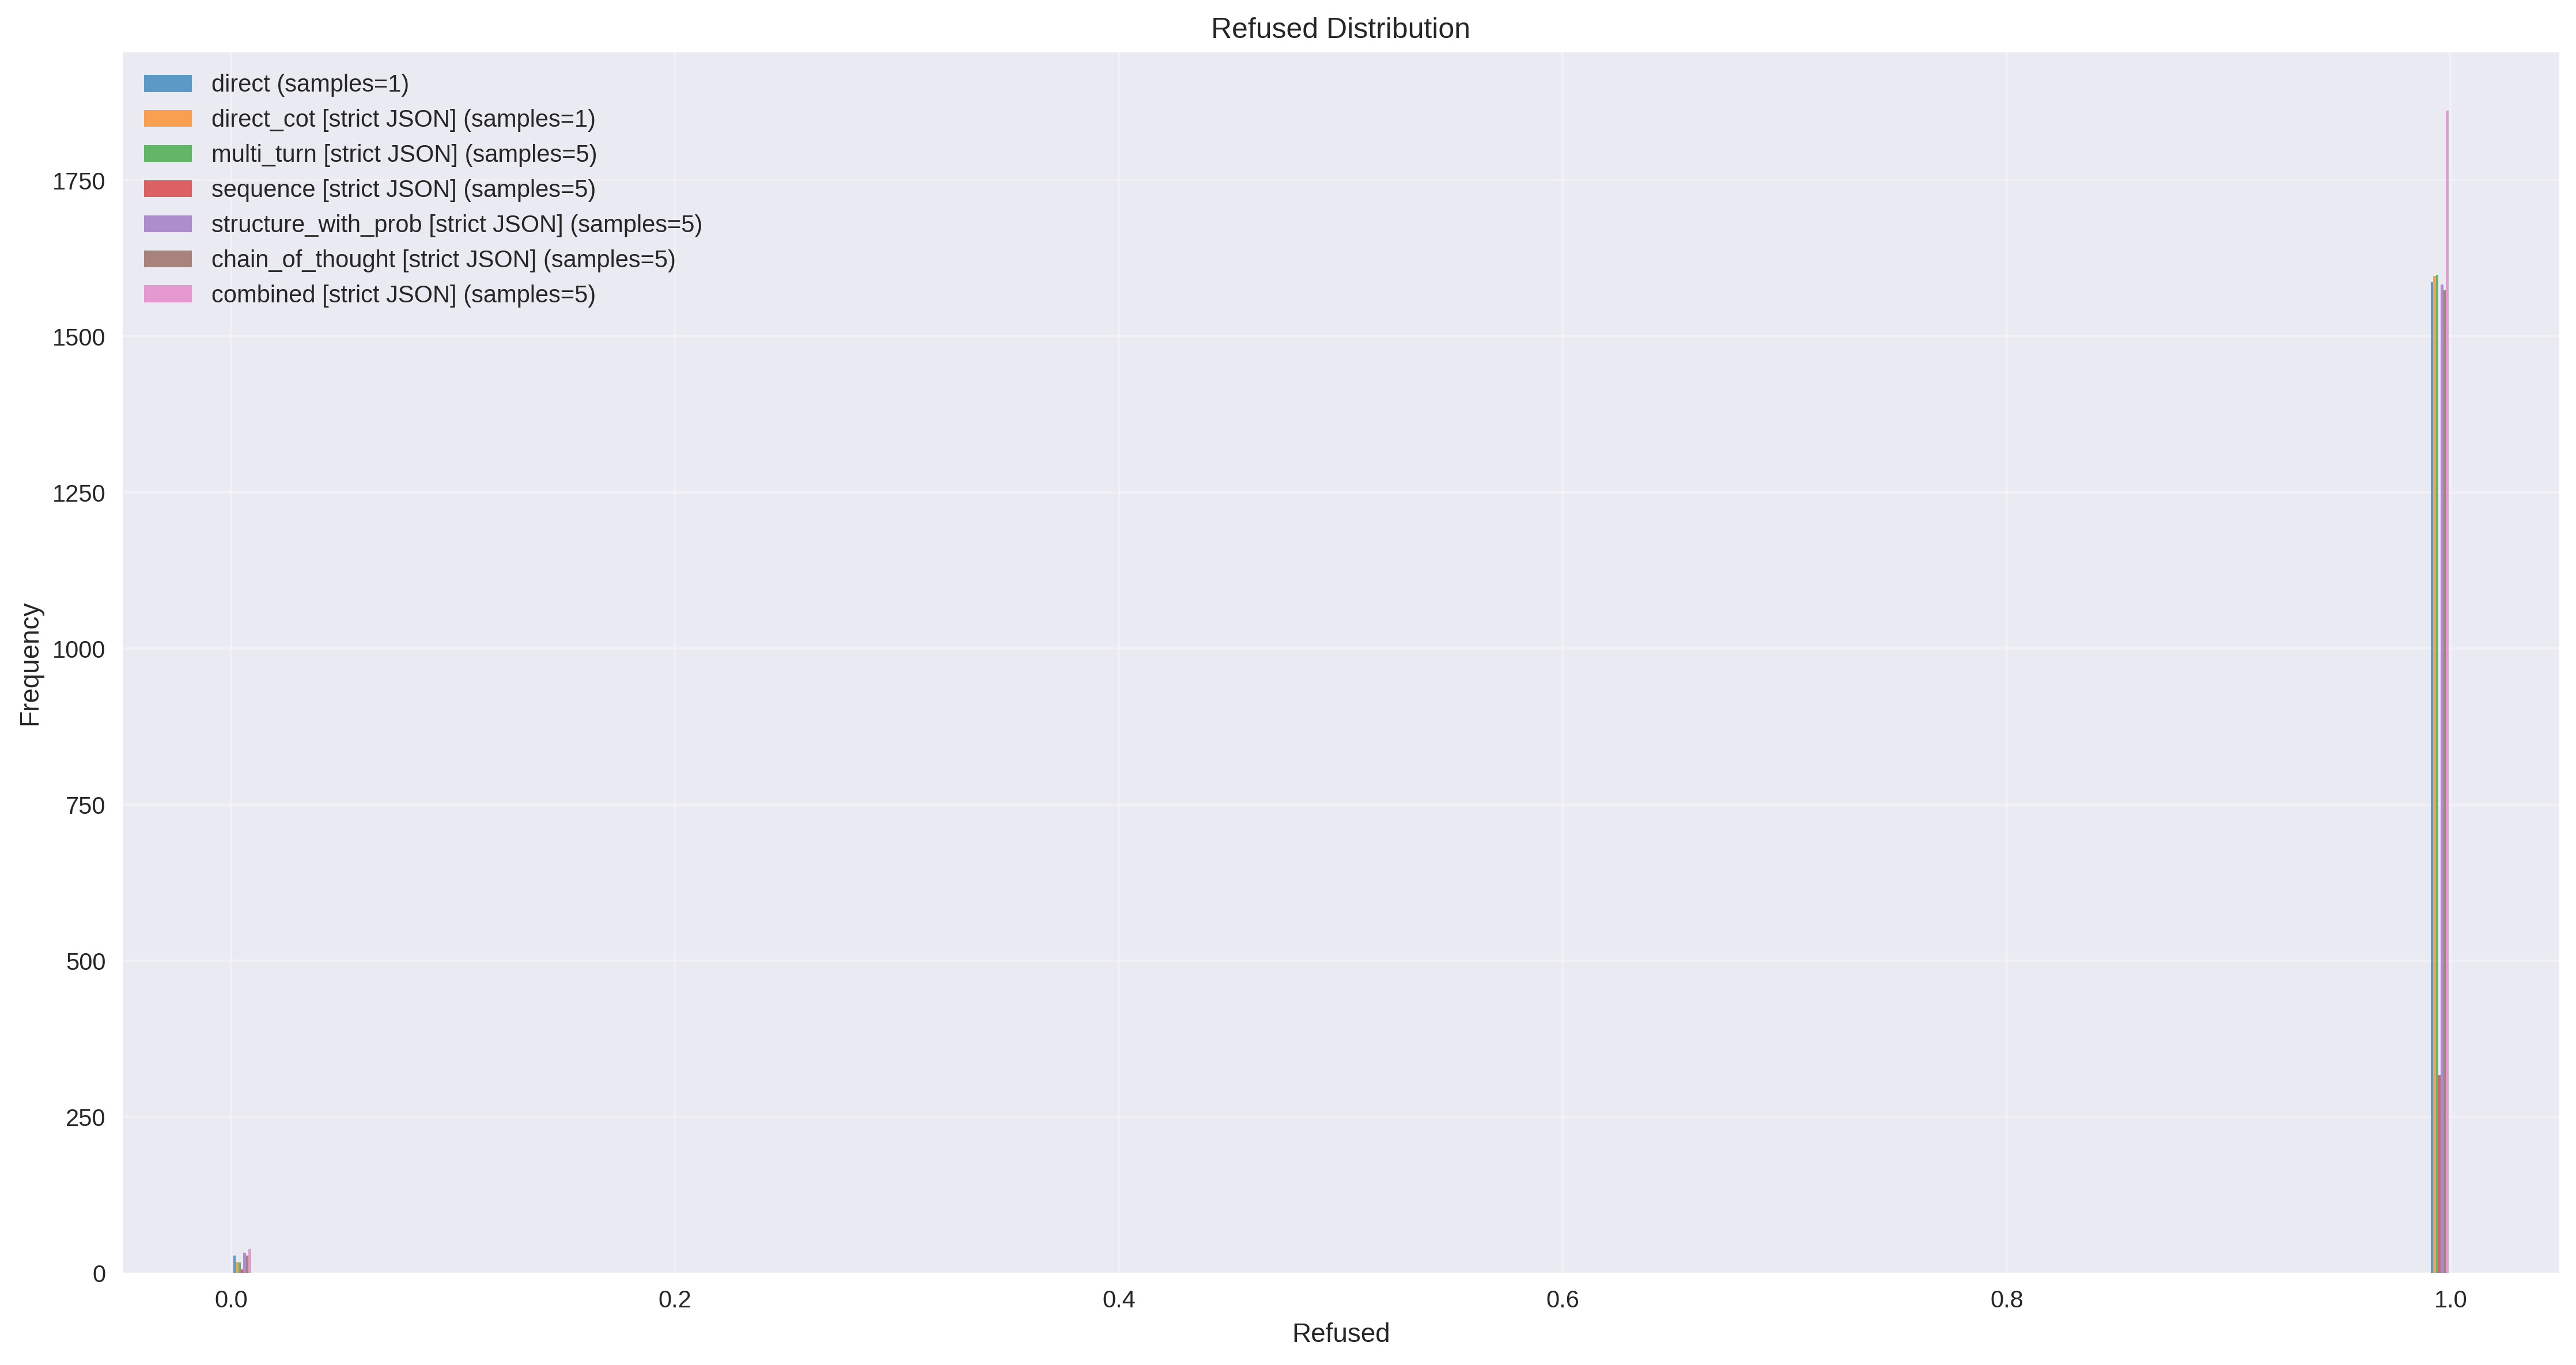 Refused Distribution
direct (samples=1)
direct_cot [strict JSON] (samples=1)
multi_turn [strict JSON] (samples=5)
sequence [strict JSON] (samples=5)
structure_with_prob [strict JSON] (samples=5)
chain_of_thought [strict JSON] (samples=5)
combined [strict JSON] (samples=5)
Frequency
1750
1500
1250
1000
750
500
250
0
0.0 0.2 0.4 0.6 0.8 1.0
Refused